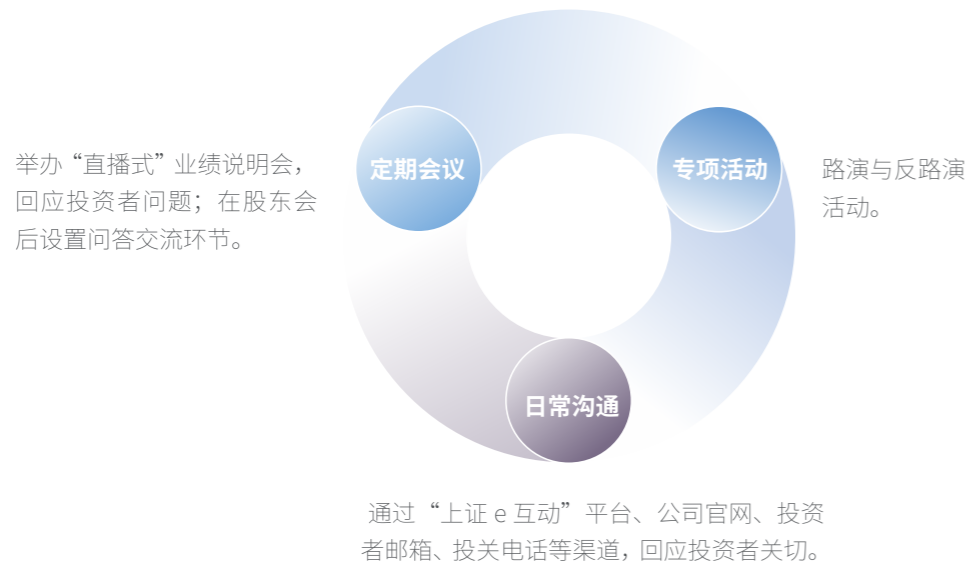 定期会议
举办“直播式”业绩说明会，
回应投资者问题；在股东会
后设置问答交流环节。
专项活动
路演与反路演
活动。
日常沟通
通过“上证 e 互动”平台、公司官网、投资
者邮箱、投关电话等渠道，回应投资者关切。